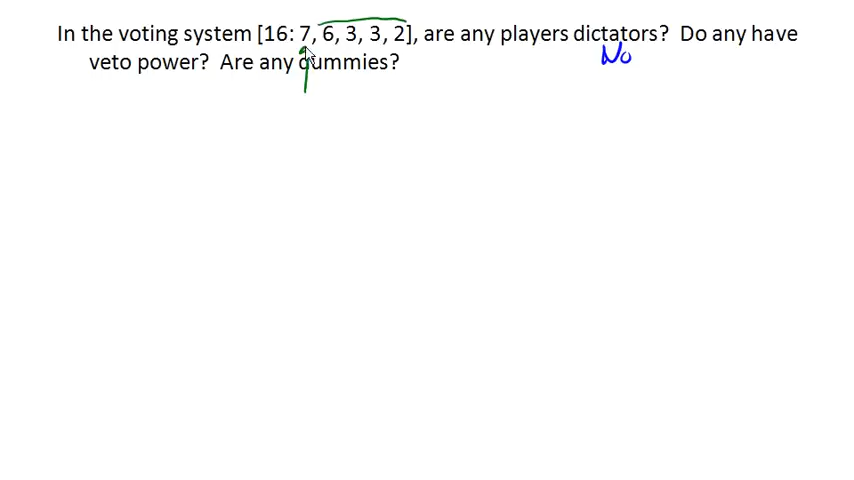 In the voting system [16: 7, 6, 3, 3, 2], are any players dictators? Do any have
No
veto power? Are any dummies?